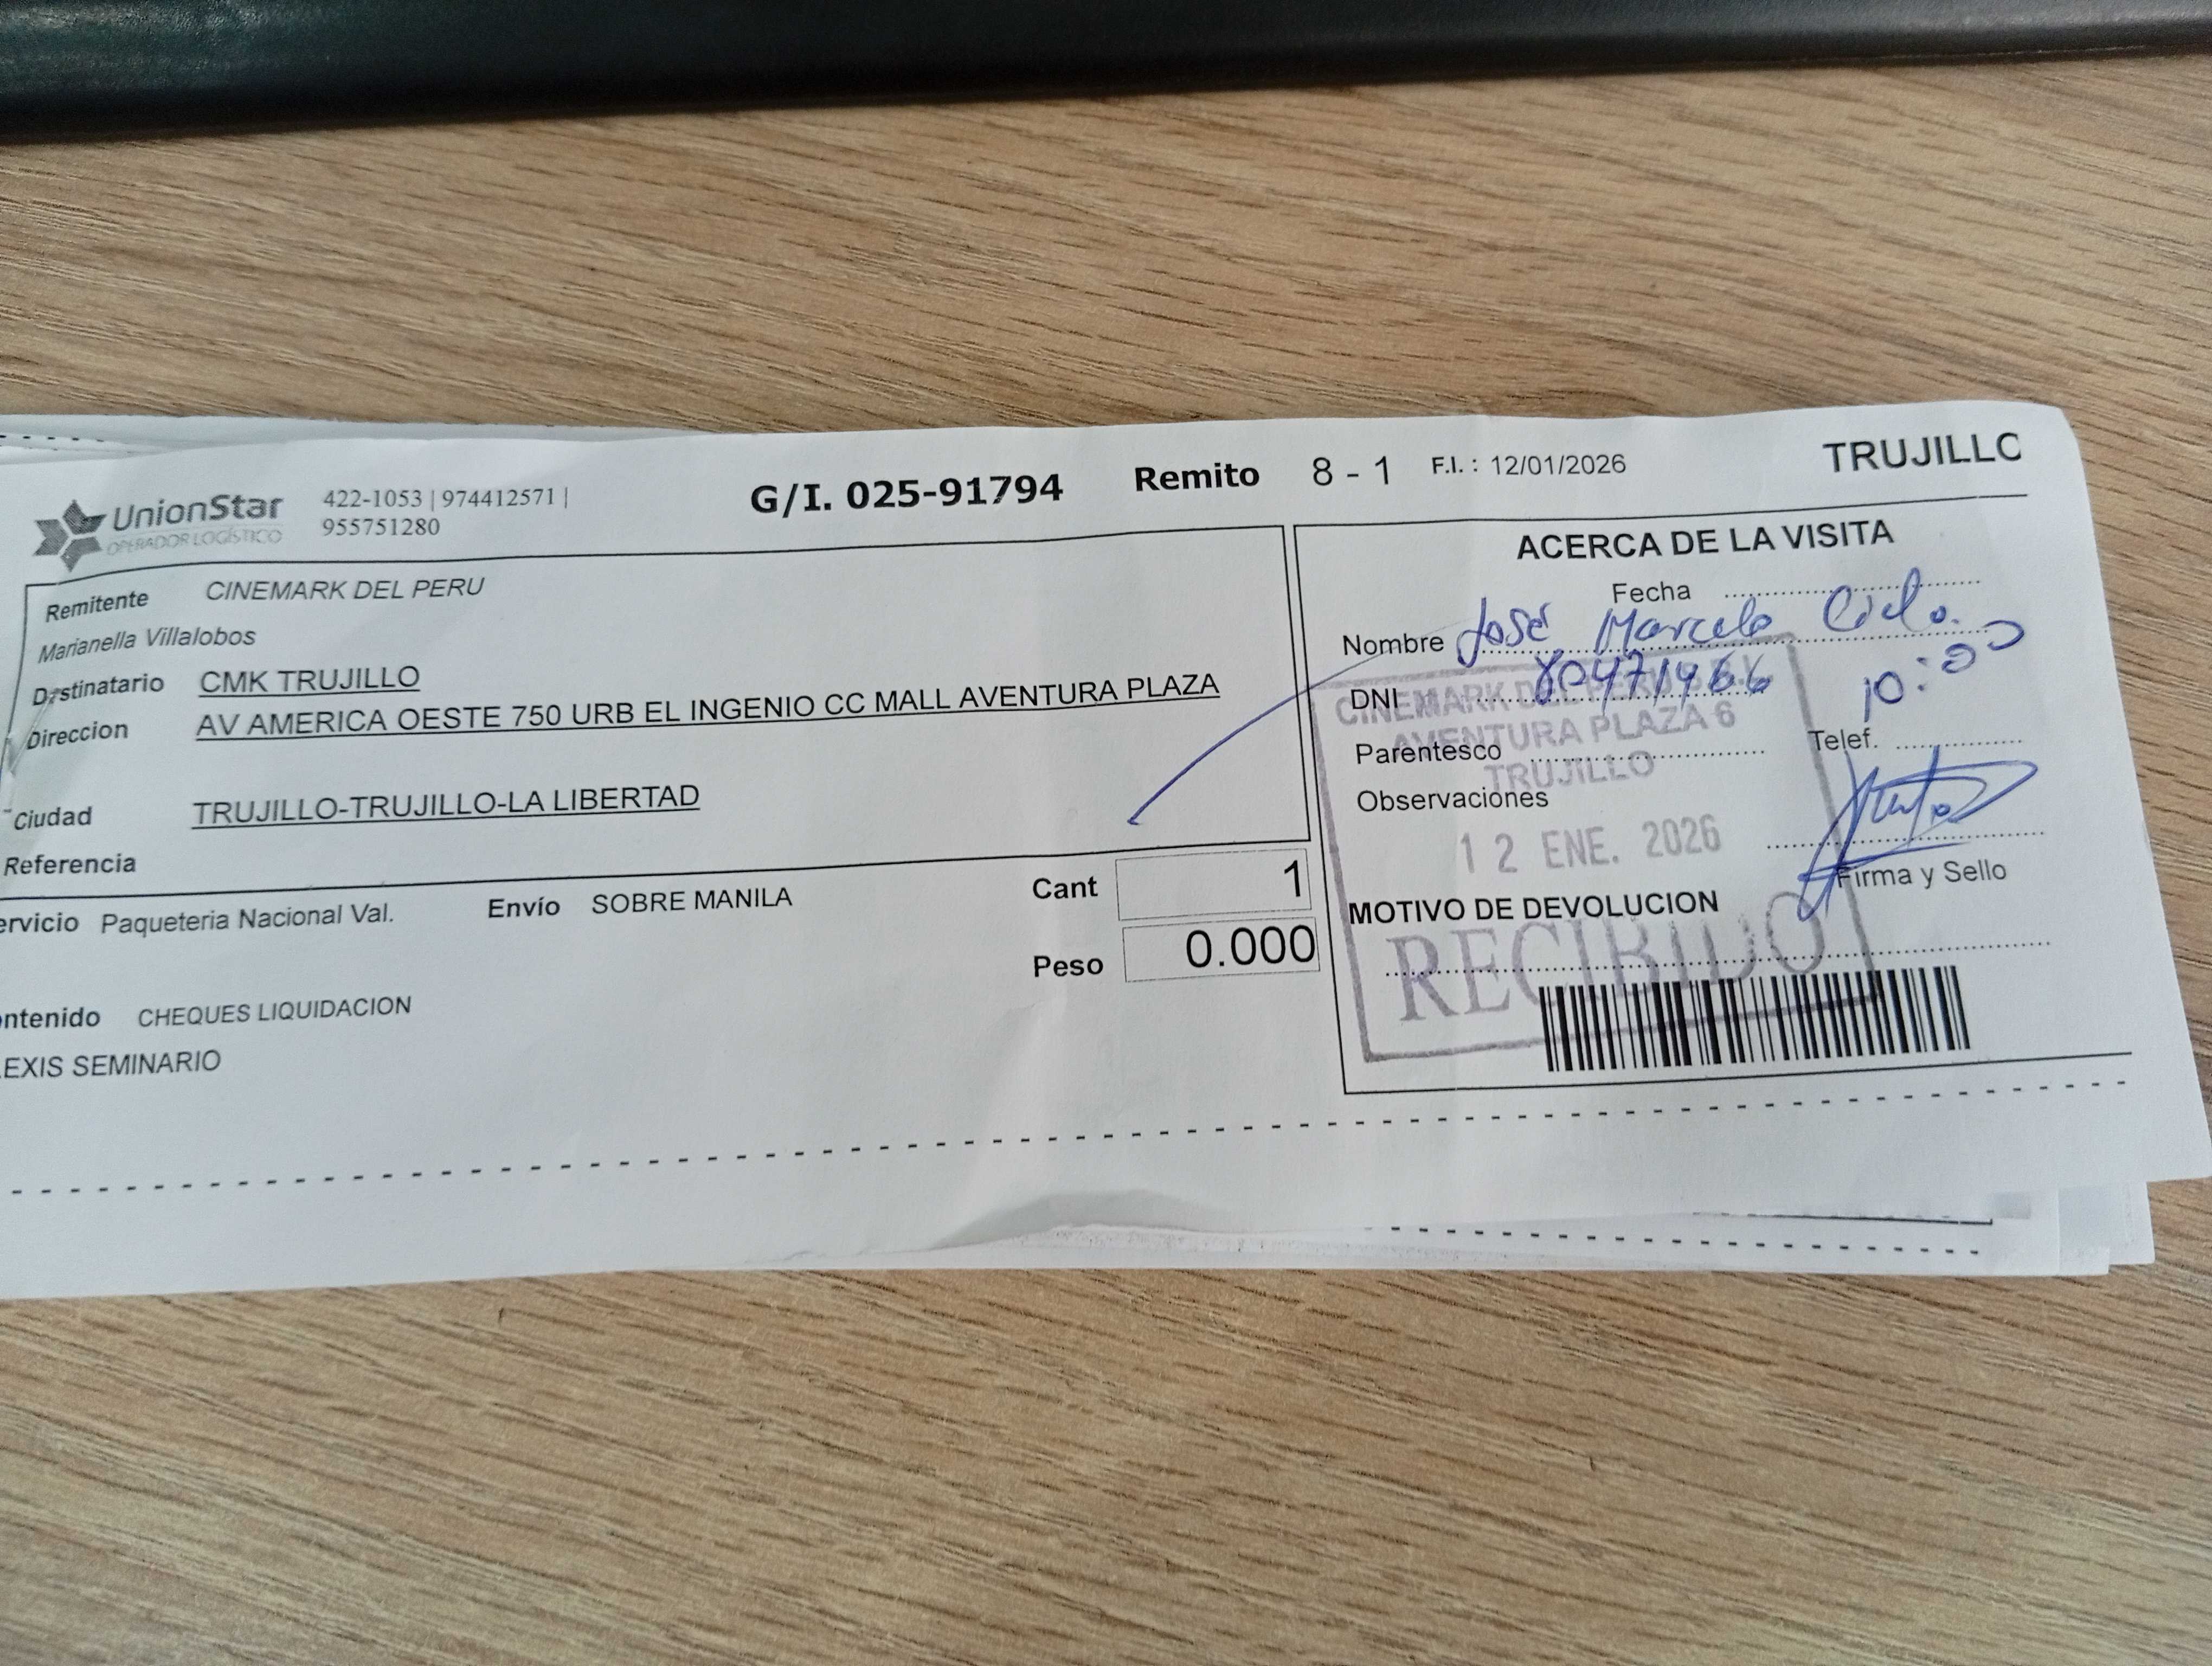 UnionStar
OPERADOR LOGÍSTICO
422-1053 | 974412571 |
955751280
G/I. 025-91794
Remito 8 - 1
F.I. : 12/01/2026
TRUJILLO
Remitente CINEMARK DEL PERU
Marianella Villalobos
Destinatario CMK TRUJILLO
Direccion AV AMERICA OESTE 750 URB EL INGENIO CC MALL AVENTURA PLAZA
Ciudad TRUJILLO-TRUJILLO-LA LIBERTAD
Referencia
ervicio Paqueteria Nacional Val.
Envío SOBRE MANILA
Cant 1
Peso 0.000
ontenido CHEQUES LIQUIDACION
LEXIS SEMINARIO
ACERCA DE LA VISITA
Fecha
Nombre José Marcelo
DNI 80471966
10:00
Parentesco
Telef.
Observaciones
Firma y Sello
MOTIVO DE DEVOLUCION
CINEMARK DEL PERU
AVENTURA PLAZA 6
TRUJILLO
12 ENE. 2026
RECIBIDO